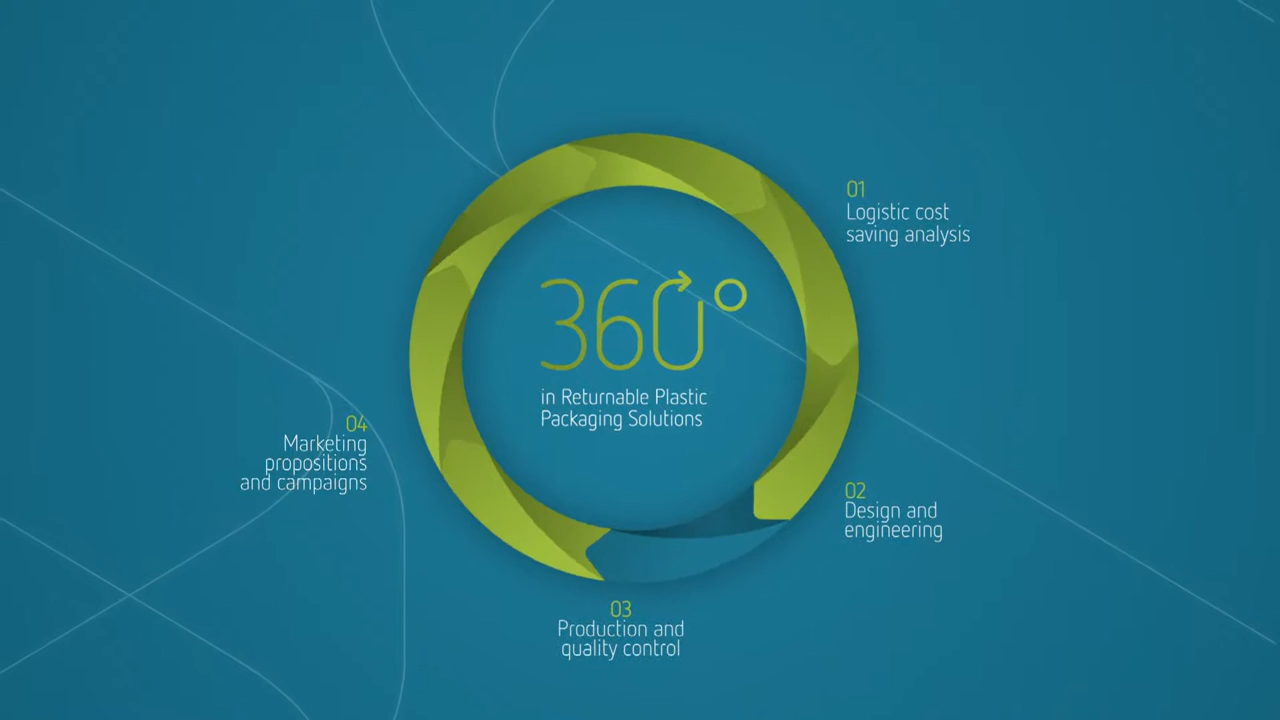 360°
in Returnable Plastic
Packaging Solutions
01
Logistic cost
saving analysis
02
Design and
engineering
03
Production and
quality control
04
Marketing
propositions
and campaigns